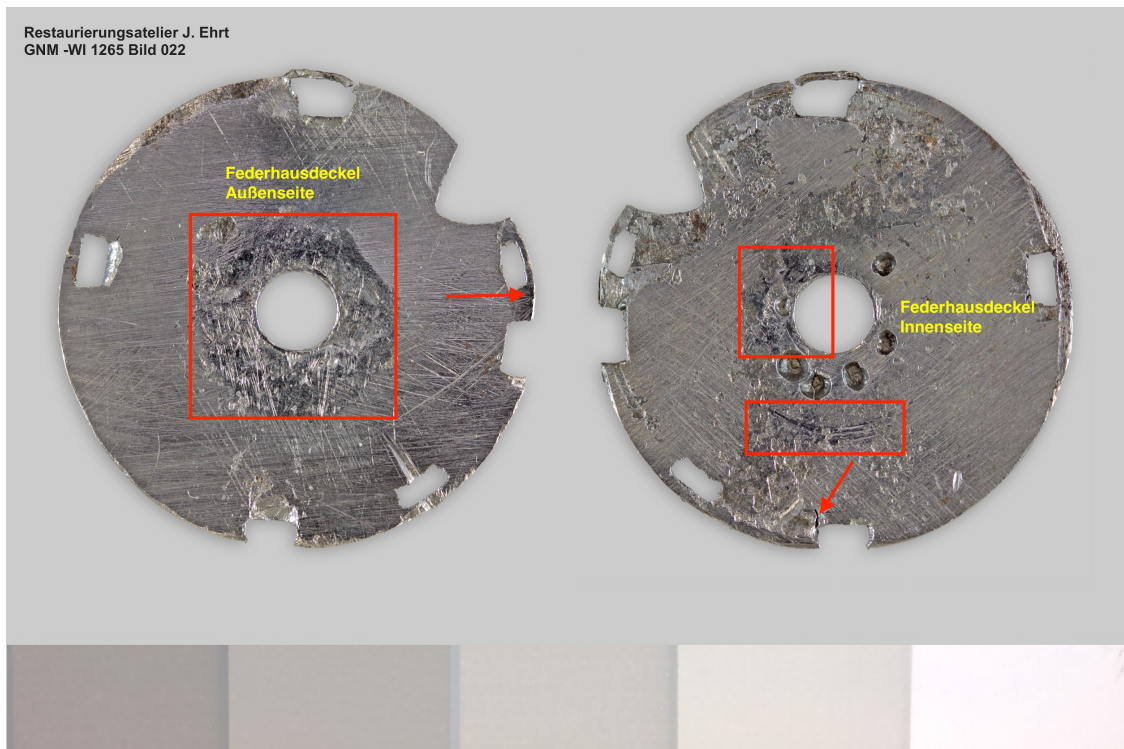 Restaurierungsatelier J. Ehrt
GNM -WI 1265 Bild 022
Federhausdeckel
Außenseite
Federhausdeckel
Innenseite